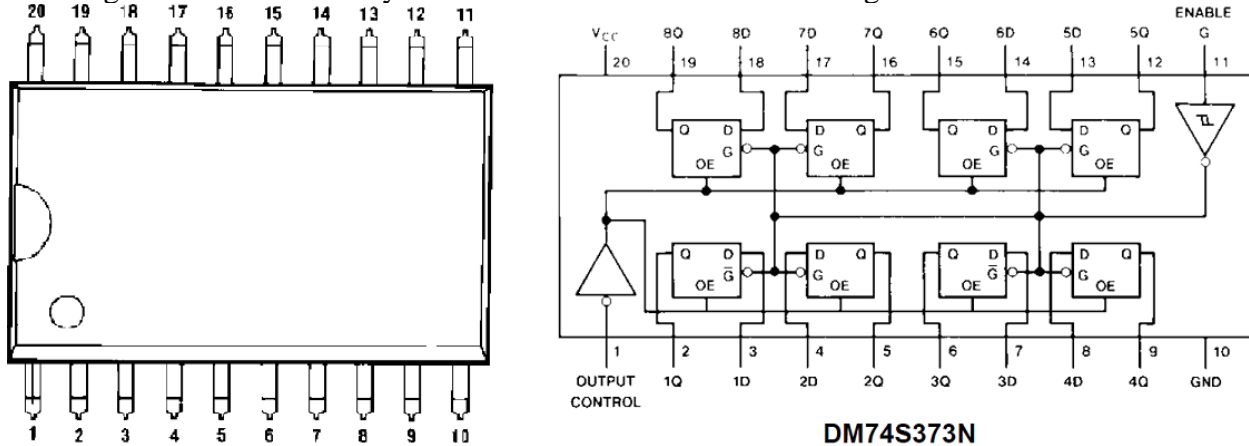 20 19 18 17 16 15 14 13 12 11
1 2 3 4 5 6 7 8 9 10
ENABLE
VCC 8Q 8D 7D 7Q 6Q 6D 5D 5Q G
20 19 18 17 16 15 14 13 12 11
Q D D Q Q D D Q
G G G G
OE OE OE OE
Q D D Q Q D D Q
G̅ G G̅ G
OE OE OE OE
1 2 3 4 5 6 7 8 9 10
OUTPUT 1Q 1D 2D 2Q 3Q 3D 4D 4Q GND
CONTROL
DM74S373N